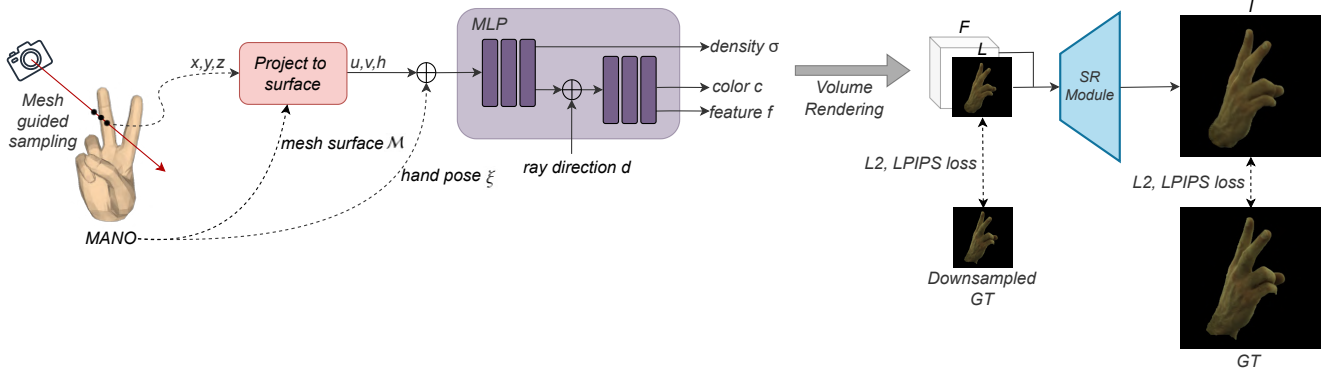 Mesh
guided
sampling
MANO
x,y,z
Project to
surface
u,v,h
mesh surface M
hand pose ξ
MLP
ray direction d
density σ
color c
feature f
Volume
Rendering
F
L
L2, LPIPS loss
Downsampled
GT
SR
Module
I
L2, LPIPS loss
GT